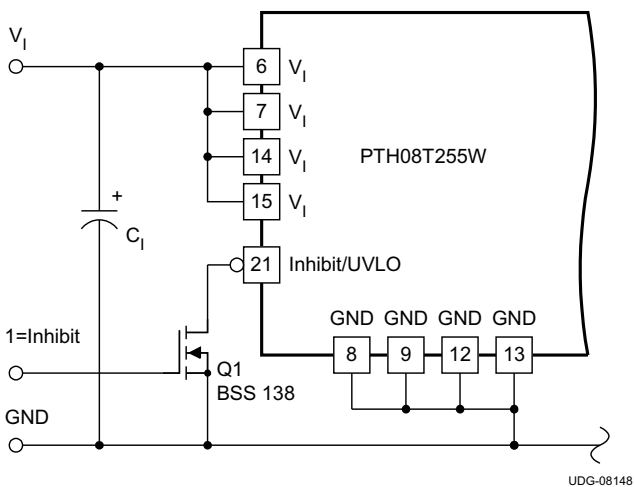 V_I
6 V_I
7 V_I
14 V_I
15 V_I
PTH08T255W
+
C_I
21 Inhibit/UVLO
GND GND GND GND
8 9 12 13
1=Inhibit
Q1
BSS 138
GND
UDG-08148